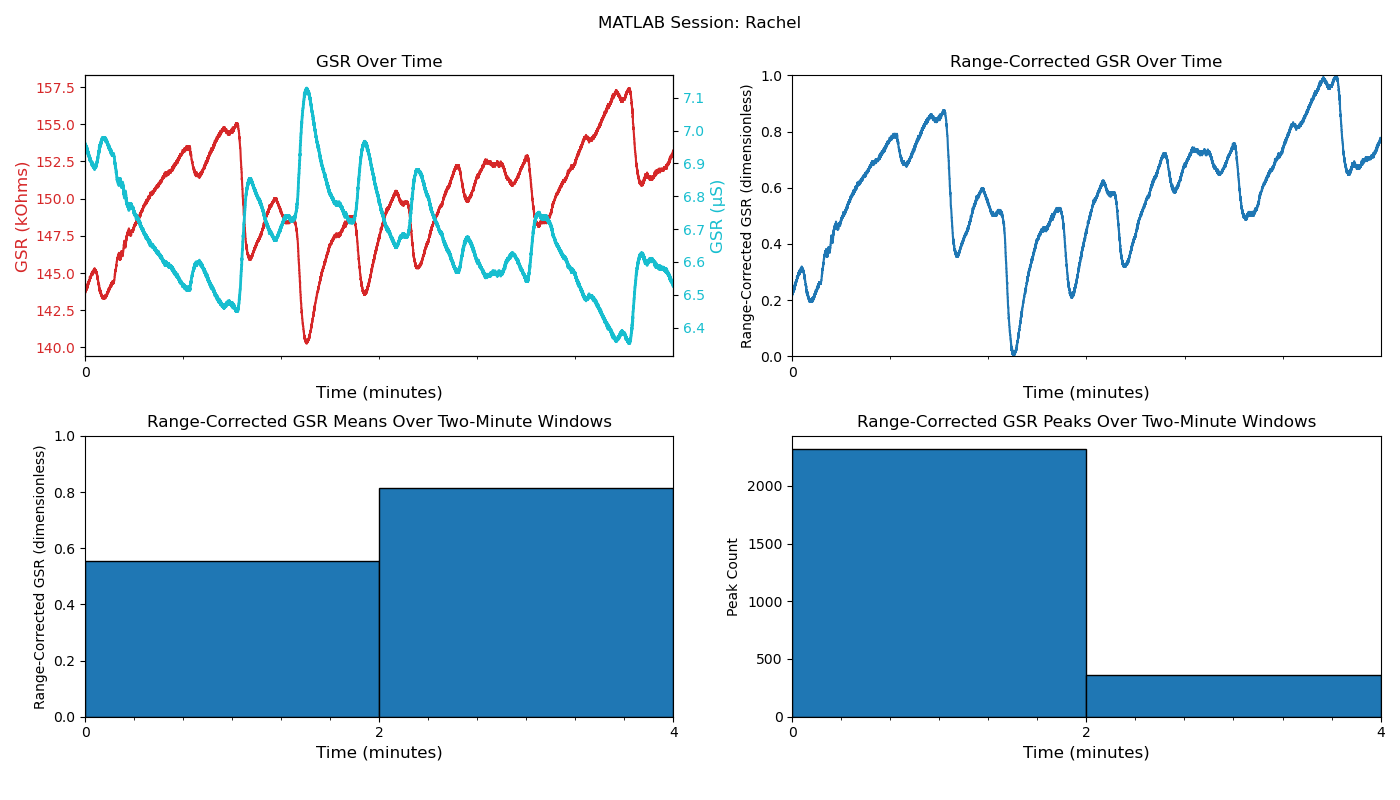 MATLAB Session: Rachel
GSR Over Time
GSR (kOhms)
157.5
155.0
152.5
150.0
147.5
145.0
142.5
140.0
7.1
7.0
6.9
6.8
6.7
6.6
6.5
6.4
GSR (µS)
0
Time (minutes)
Range-Corrected GSR Over Time
Range-Corrected GSR (dimensionless)
1.0
0.8
0.6
0.4
0.2
0.0
0
Time (minutes)
Range-Corrected GSR Means Over Two-Minute Windows
Range-Corrected GSR (dimensionless)
1.0
0.8
0.6
0.4
0.2
0.0
0 2 4
Time (minutes)
Range-Corrected GSR Peaks Over Two-Minute Windows
Peak Count
2000
1500
1000
500
0
0 2 4
Time (minutes)